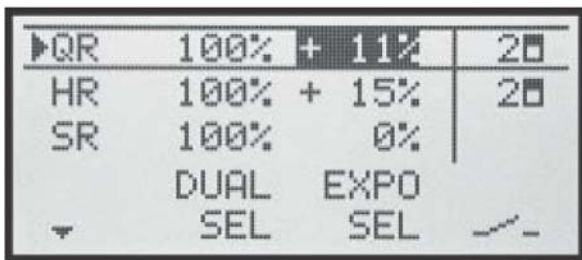 QR 100% + 11% 2
HR 100% + 15% 2
SR 100% 0%
DUAL EXPO
SEL SEL